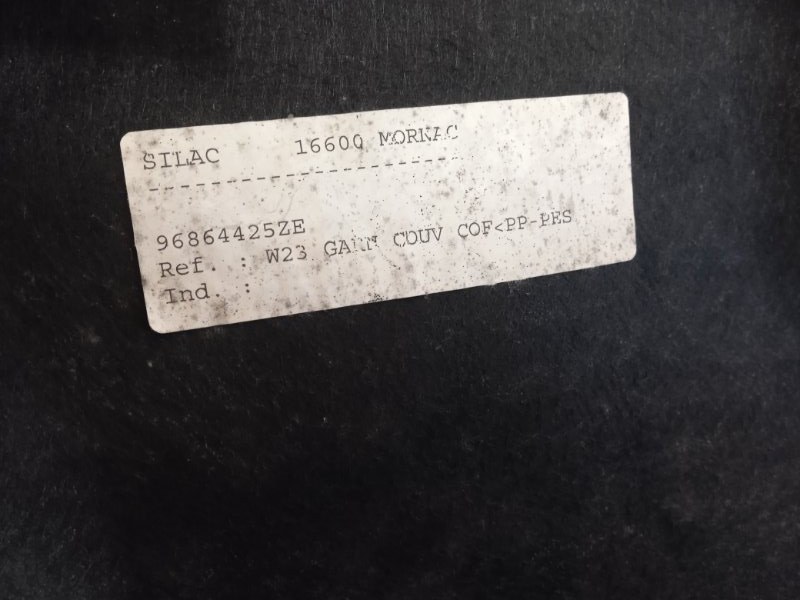 SILAC 16600 MORNAC
--------------------
96864425ZE
Ref. : W23 GARN COUV COF<PP-PES
Ind. :